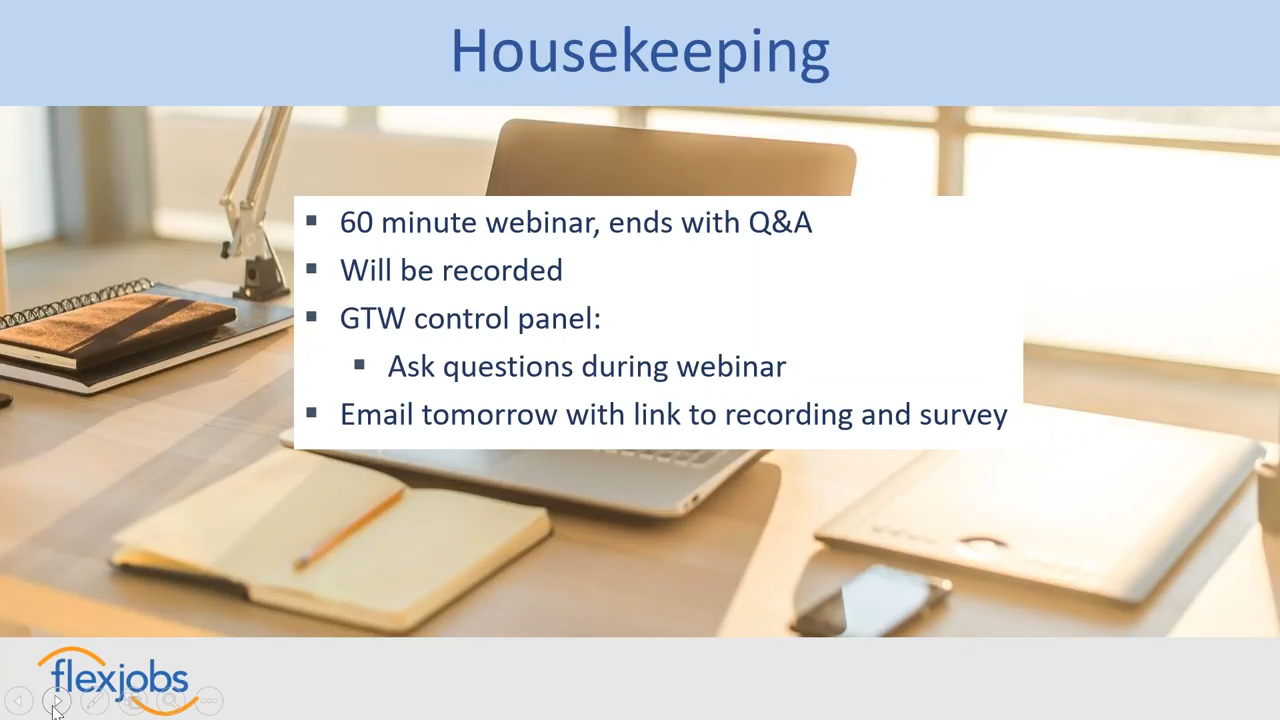 Housekeeping
▪ 60 minute webinar, ends with Q&A
▪ Will be recorded
▪ GTW control panel:
▪ Ask questions during webinar
▪ Email tomorrow with link to recording and survey
flexjobs